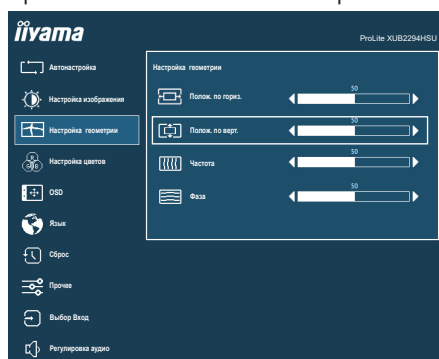 iiyama
ProLite XUB2294HSU
Автонастройка
Настройка изображения
Настройка геометрии
Настройка цветов
R
G B
OSD
Язык
Сброс
Прочее
Выбор Вход
Регулировка аудио
Настройка геометрии
Полож. по гориз.
50
Полож. по верт.
50
Частота
50
Фаза
50